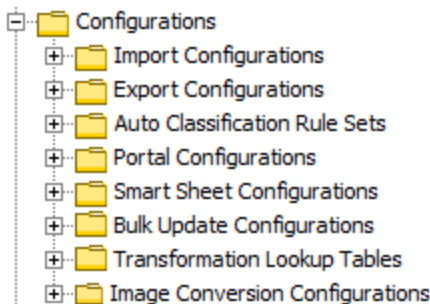 Configurations
Import Configurations
Export Configurations
Auto Classification Rule Sets
Portal Configurations
Smart Sheet Configurations
Bulk Update Configurations
Transformation Lookup Tables
Image Conversion Configurations